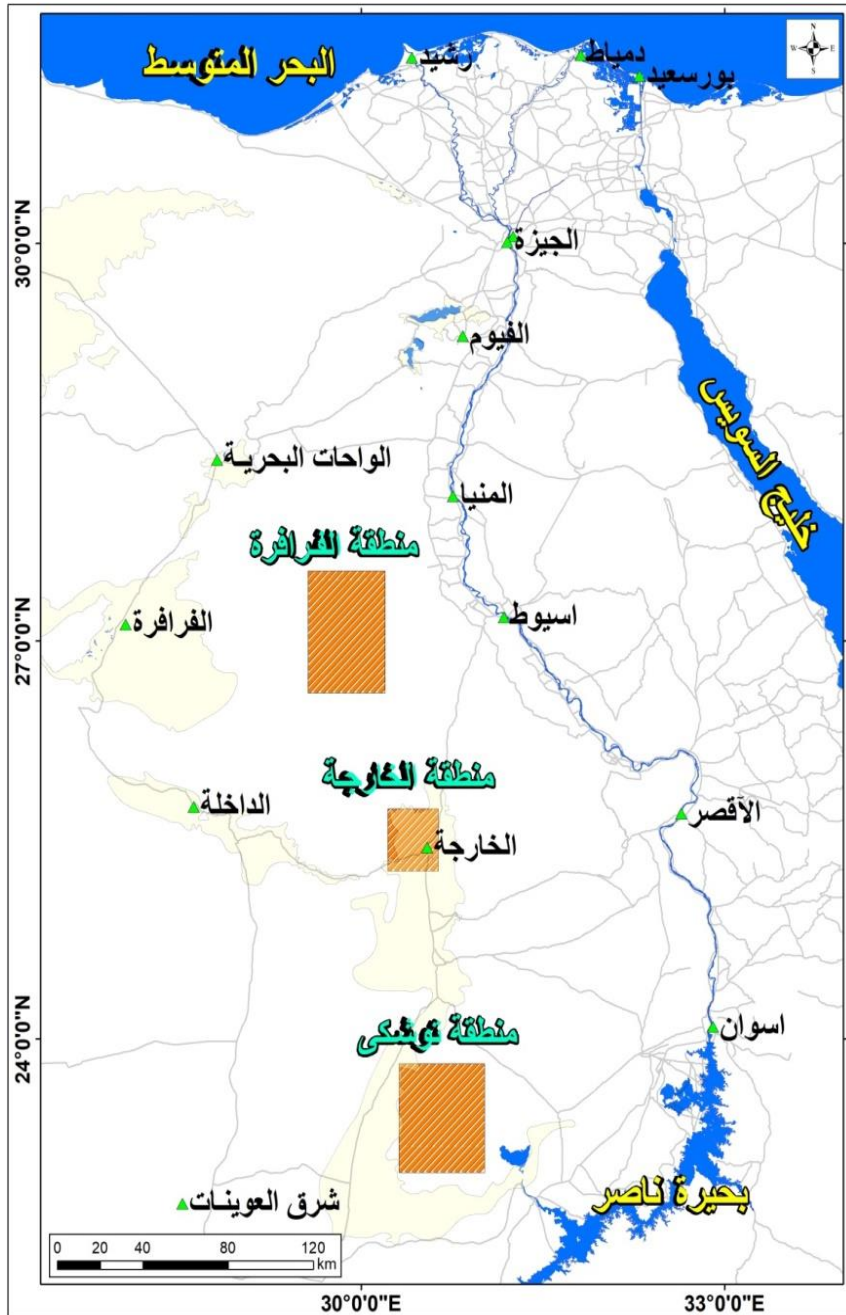 البحر المتوسط
رشيد
دمياط
بورسعيد
N
W E
S
30°0'0"N
الجيزة
الفيوم
خليج السويس
الواحات البحرية
المنيا
منطقة الفرافرة
27°0'0"N
الفرافرة
اسيوط
منطقة الخارجة
الداخلة
الخارجة
الآقصر
24°0'0"N
منطقة توشكى
اسوان
شرق العوينات
بحيرة ناصر
0 20 40 80 120
km
30°0'0"E 33°0'0"E